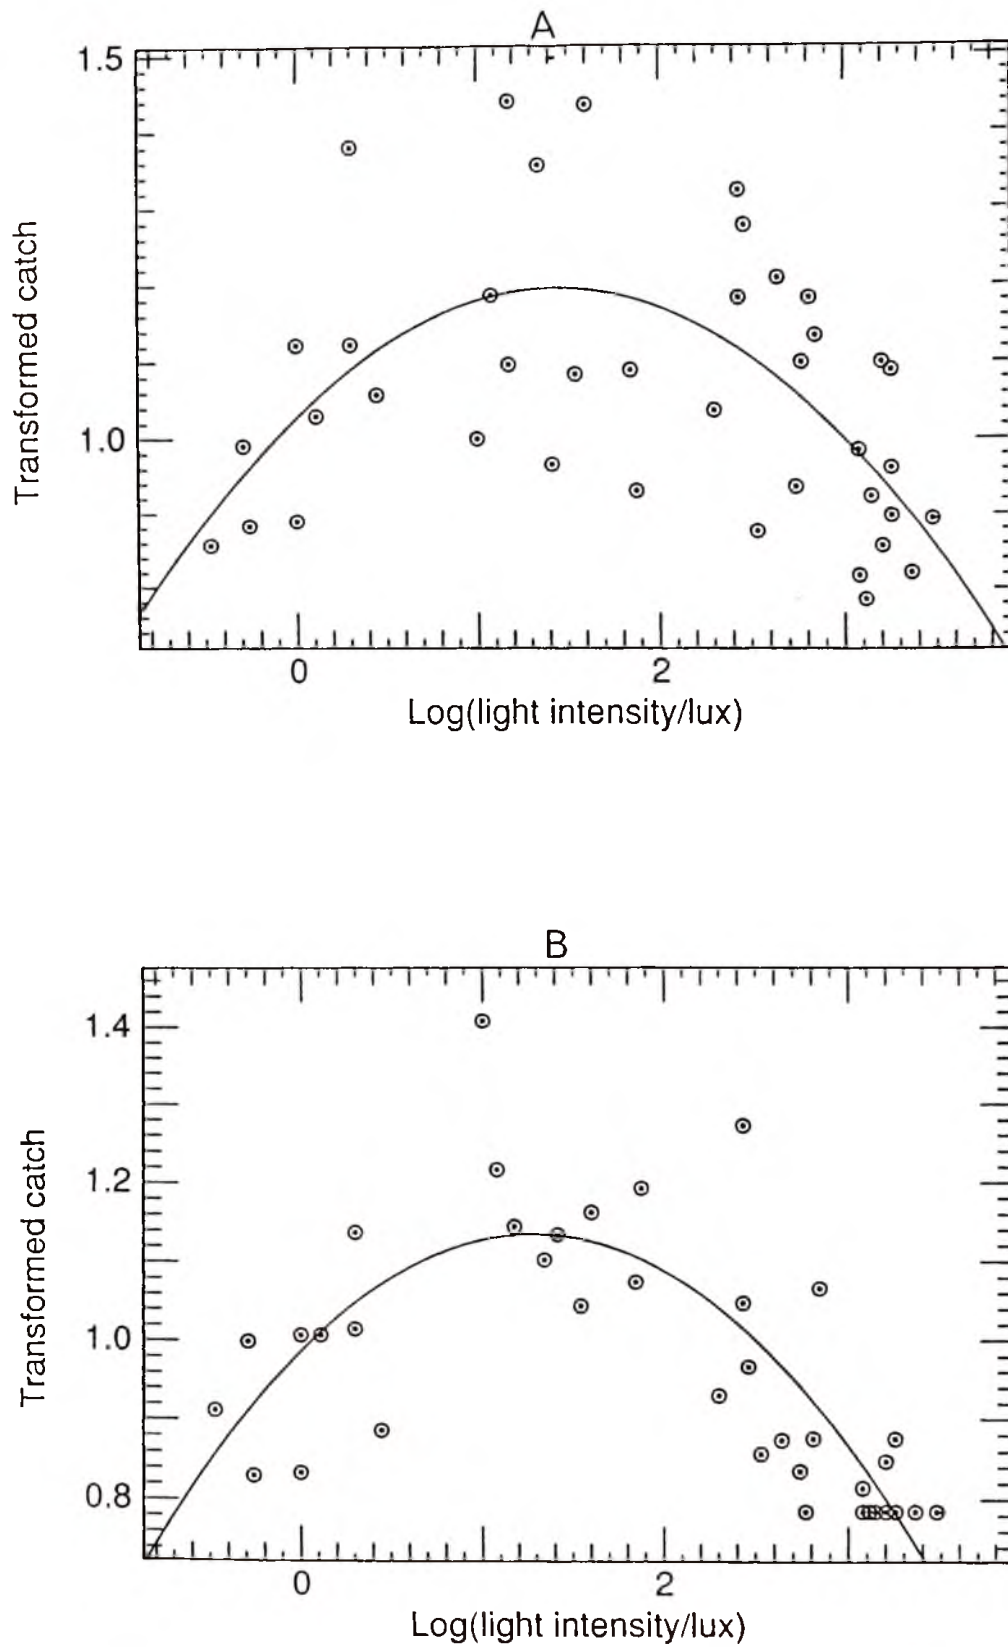 A
1.5
1.0
Transformed catch
0 2
Log(light intensity/lux)
B
1.4
1.2
1.0
0.8
Transformed catch
0 2
Log(light intensity/lux)